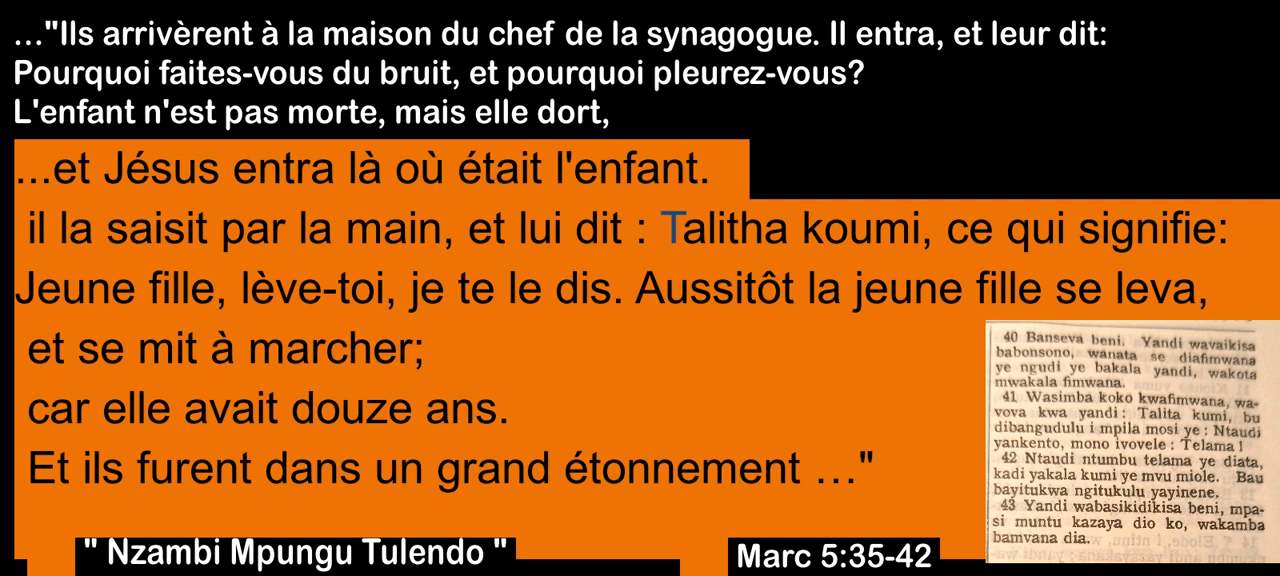 ..."Ils arrivèrent à la maison du chef de la synagogue. Il entra, et leur dit:
Pourquoi faites-vous du bruit, et pourquoi pleurez-vous?
L'enfant n'est pas morte, mais elle dort,
...et Jésus entra là où était l'enfant.
il la saisit par la main, et lui dit : Talitha koumi, ce qui signifie:
Jeune fille, lève-toi, je te le dis. Aussitôt la jeune fille se leva,
et se mit à marcher;
car elle avait douze ans.
Et ils furent dans un grand étonnement ..."
40 Banseva beni. Yandi wavaikisa
babonsono, wanata se diafimwana
ye ngudi ye bakala yandi, wakota
mwakala fimwana.
41 Wasimba koko kwafimwana, wa-
vova kwa yandi : Talita kumi, bu
dibangudulu i mpila mosi ye : Ntaudi
yankento, mono ivovele : Telama !
42 Ntaudi ntumbu telama ye diata,
kadi yakala kumi ye mvu miole. Bau
bayitukwa ngitukulu yayinene.
43 Yandi wabasikidikisa beni, mpa-
si muntu kazaya dio ko, wakamba
bamvana dia.
" Nzambi Mpungu Tulendo "
Marc 5:35-42